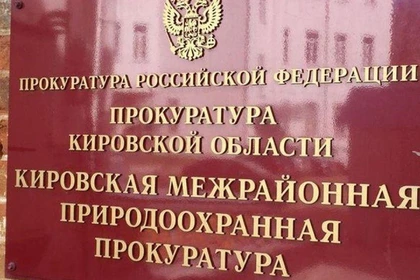 ПРОКУРАТУРА РОССИЙСКОЙ ФЕДЕРАЦИИ
ПРОКУРАТУРА
КИРОВСКОЙ ОБЛАСТИ
КИРОВСКАЯ МЕЖРАЙОННАЯ
ПРИРОДООХРАННАЯ
ПРОКУРАТУРА